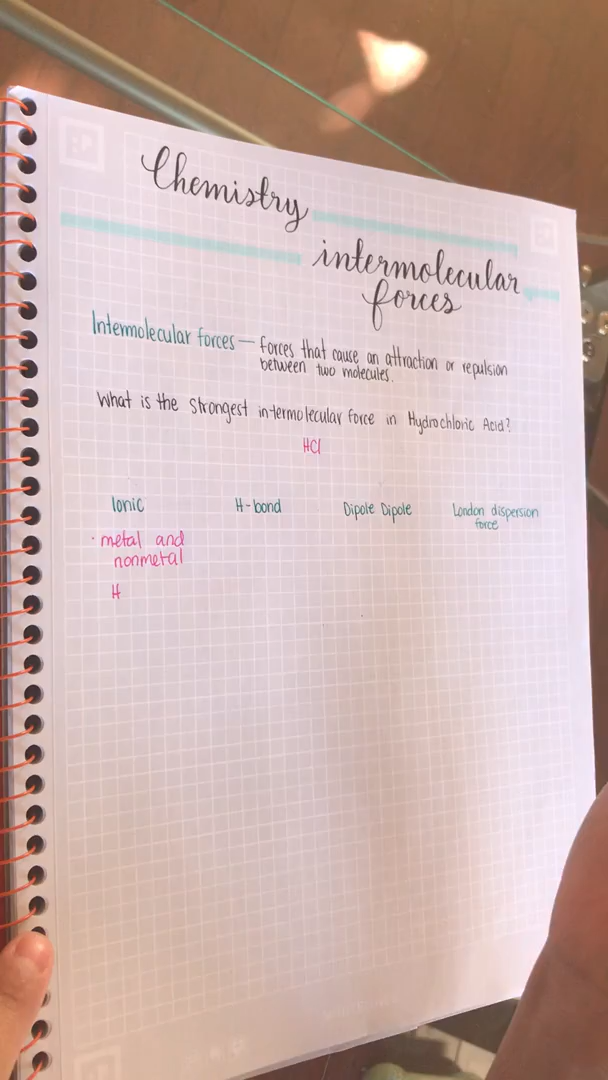 Chemistry
intermolecular
forces
Intermolecular forces — forces that cause an attraction or repulsion
between two molecules.
What is the strongest intermolecular force in Hydrochloric Acid?
HCl
Ionic H-bond Dipole Dipole London dispersion
force
· metal and
nonmetal
H